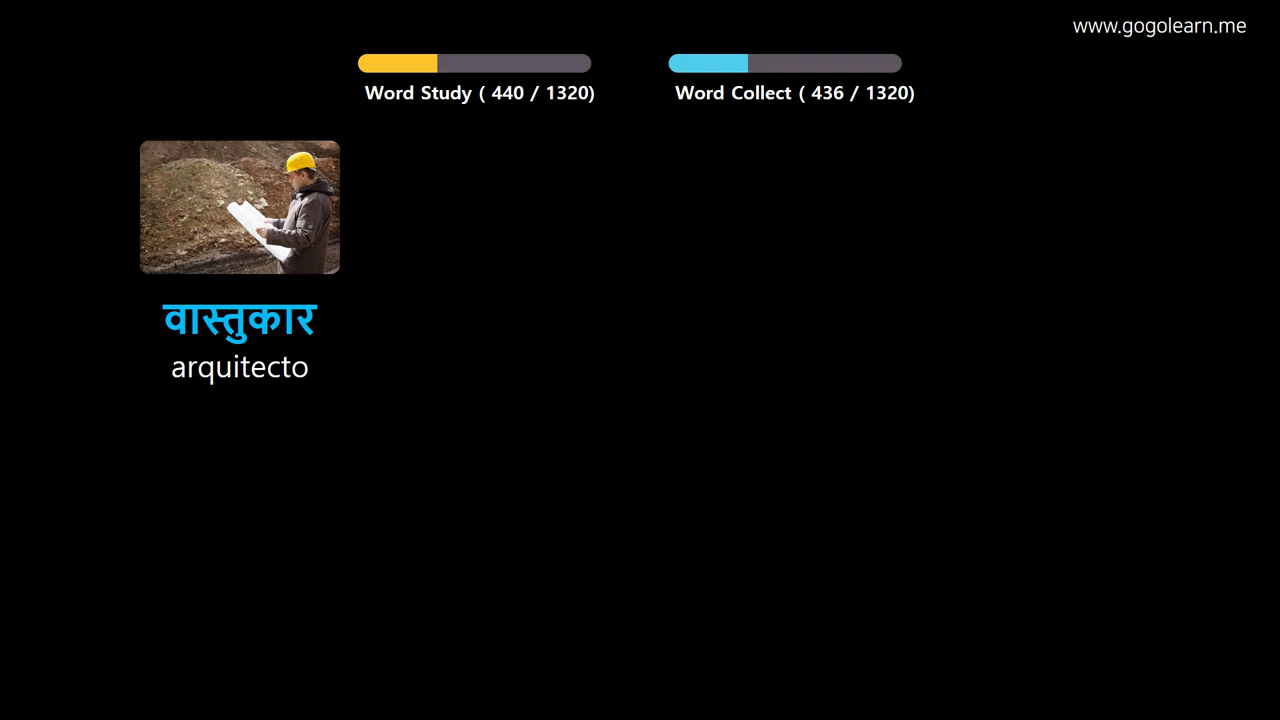 www.gogolearn.me
Word Study ( 440 / 1320)
Word Collect ( 436 / 1320)
वास्तुकार
arquitecto